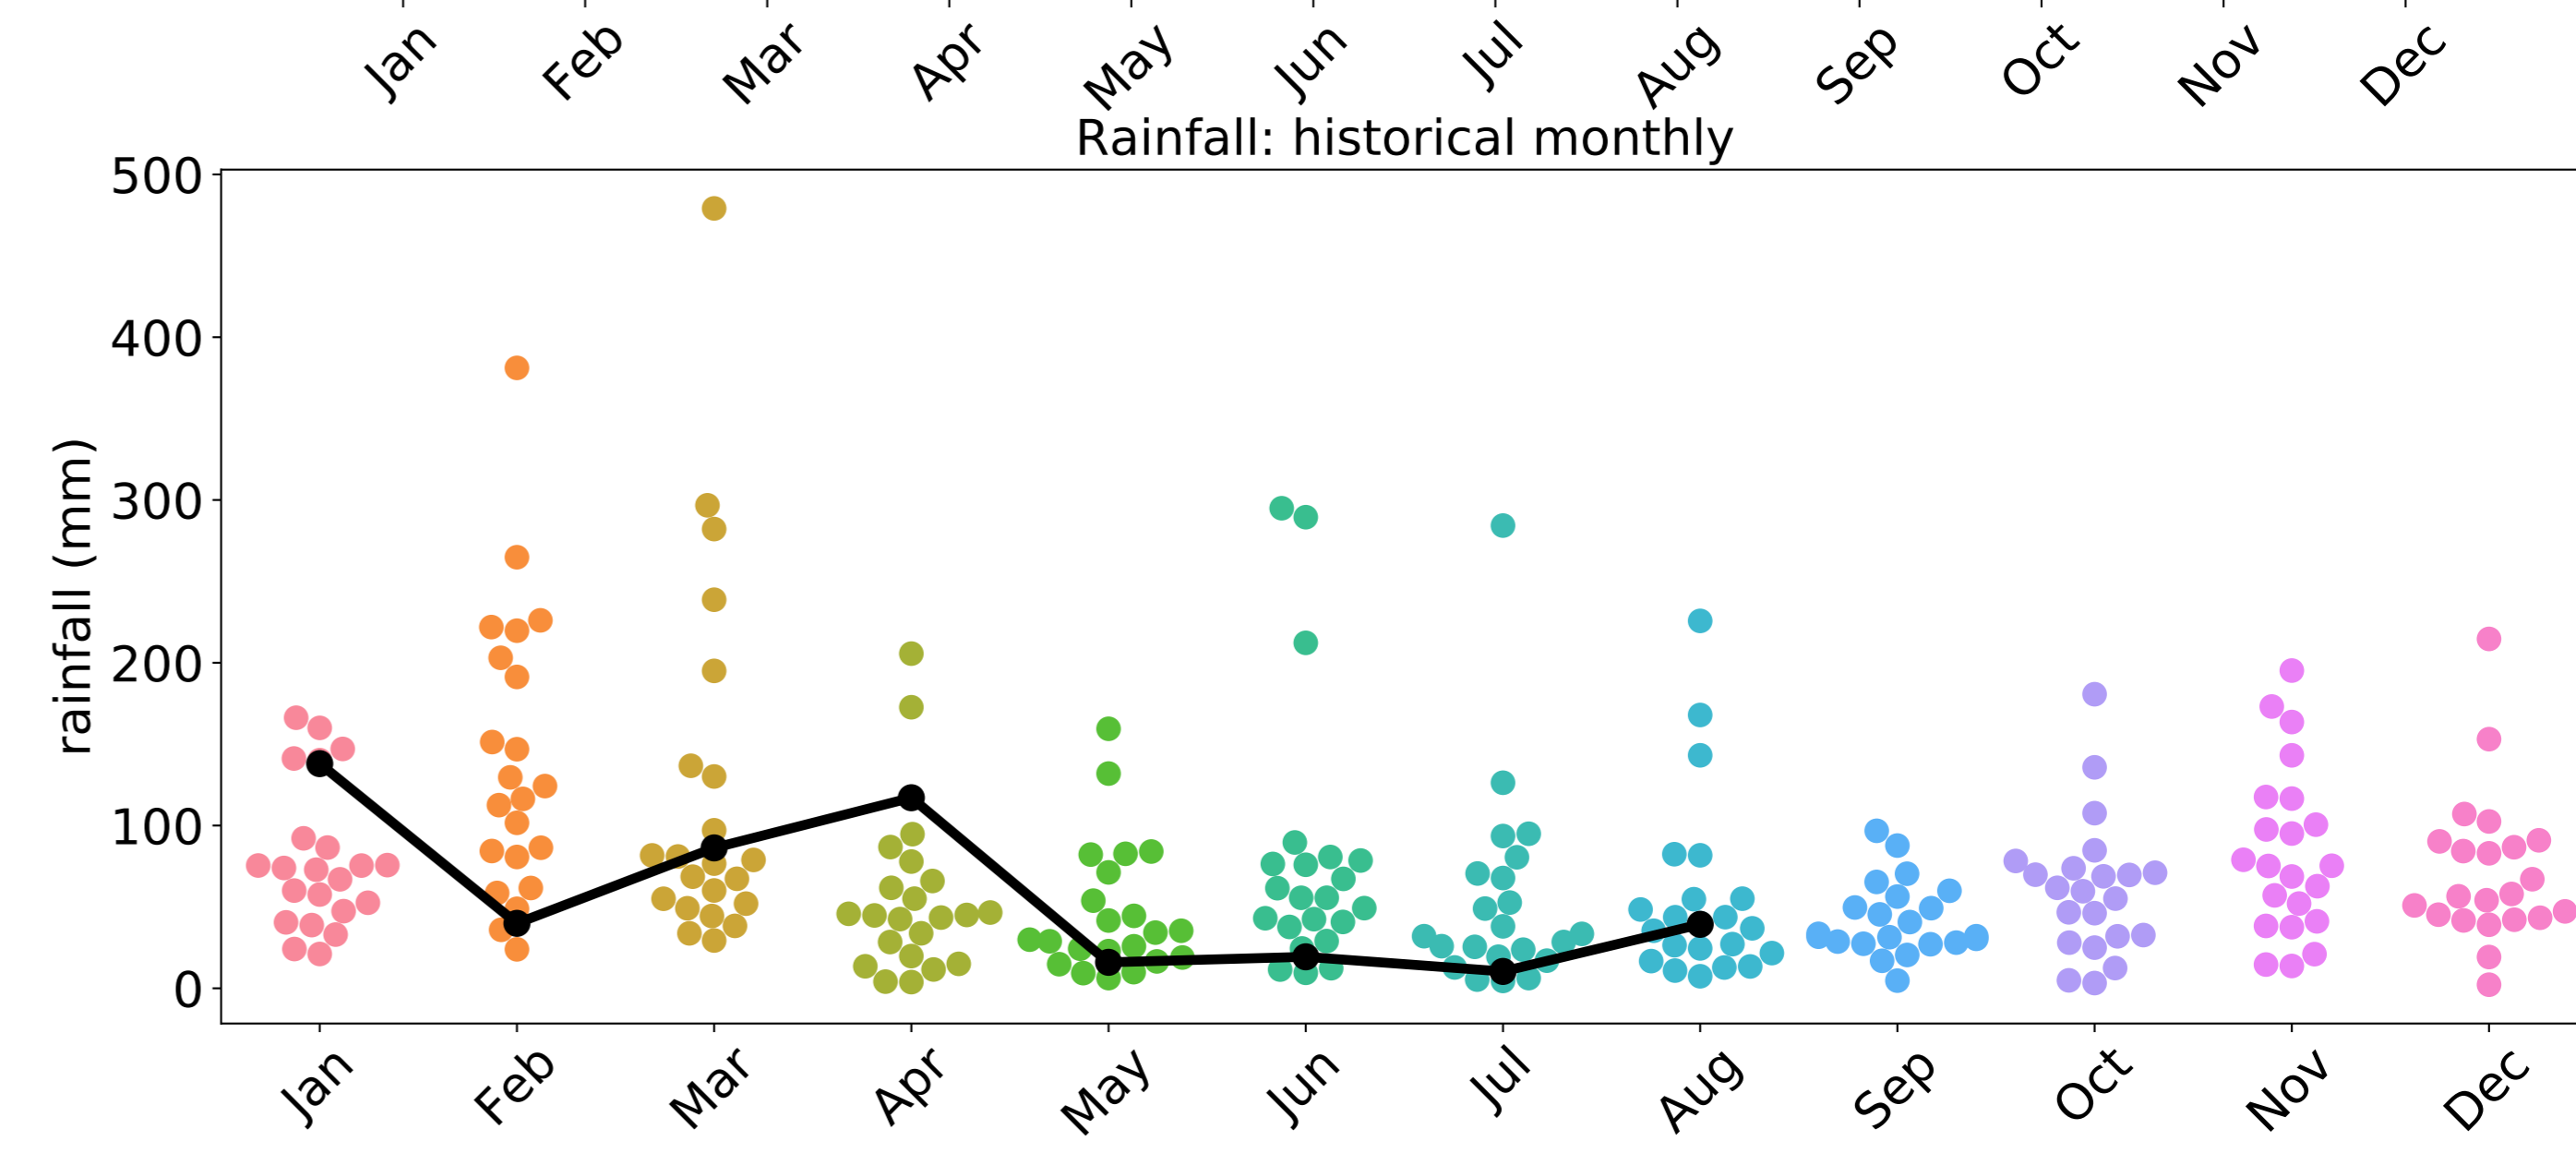 Jan Feb Mar Apr May Jun Jul Aug Sep Oct Nov Dec
Rainfall: historical monthly
500
400
300
200
100
0
rainfall (mm)
Jan Feb Mar Apr May Jun Jul Aug Sep Oct Nov Dec